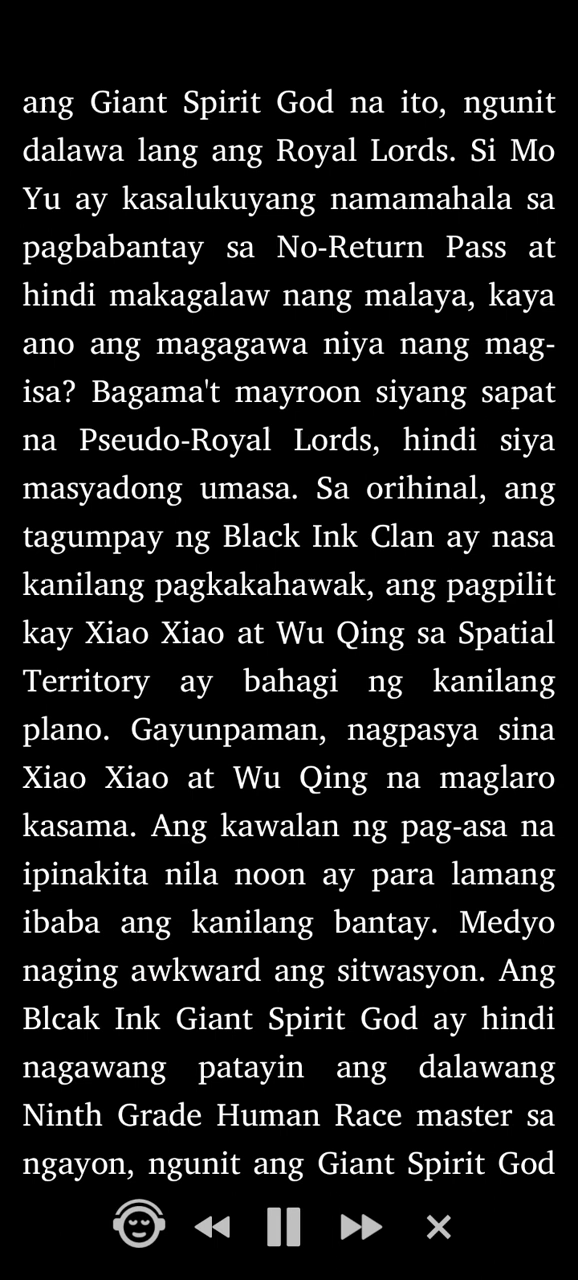 ang Giant Spirit God na ito, ngunit
dalawa lang ang Royal Lords. Si Mo
Yu ay kasalukuyang namamahala sa
pagbabantay sa No-Return Pass at
hindi makagalaw nang malaya, kaya
ano ang magagawa niya nang mag-
isa? Bagama't mayroon siyang sapat
na Pseudo-Royal Lords, hindi siya
masyadong umasa. Sa orihinal, ang
tagumpay ng Black Ink Clan ay nasa
kanilang pagkakahawak, ang pagpilit
kay Xiao Xiao at Wu Qing sa Spatial
Territory ay bahagi ng kanilang
plano. Gayunpaman, nagpasya sina
Xiao Xiao at Wu Qing na maglaro
kasama. Ang kawalan ng pag-asa na
ipinakita nila noon ay para lamang
ibaba ang kanilang bantay. Medyo
naging awkward ang sitwasyon. Ang
Blcak Ink Giant Spirit God ay hindi
nagawang patayin ang dalawang
Ninth Grade Human Race master sa
ngayon, ngunit ang Giant Spirit God